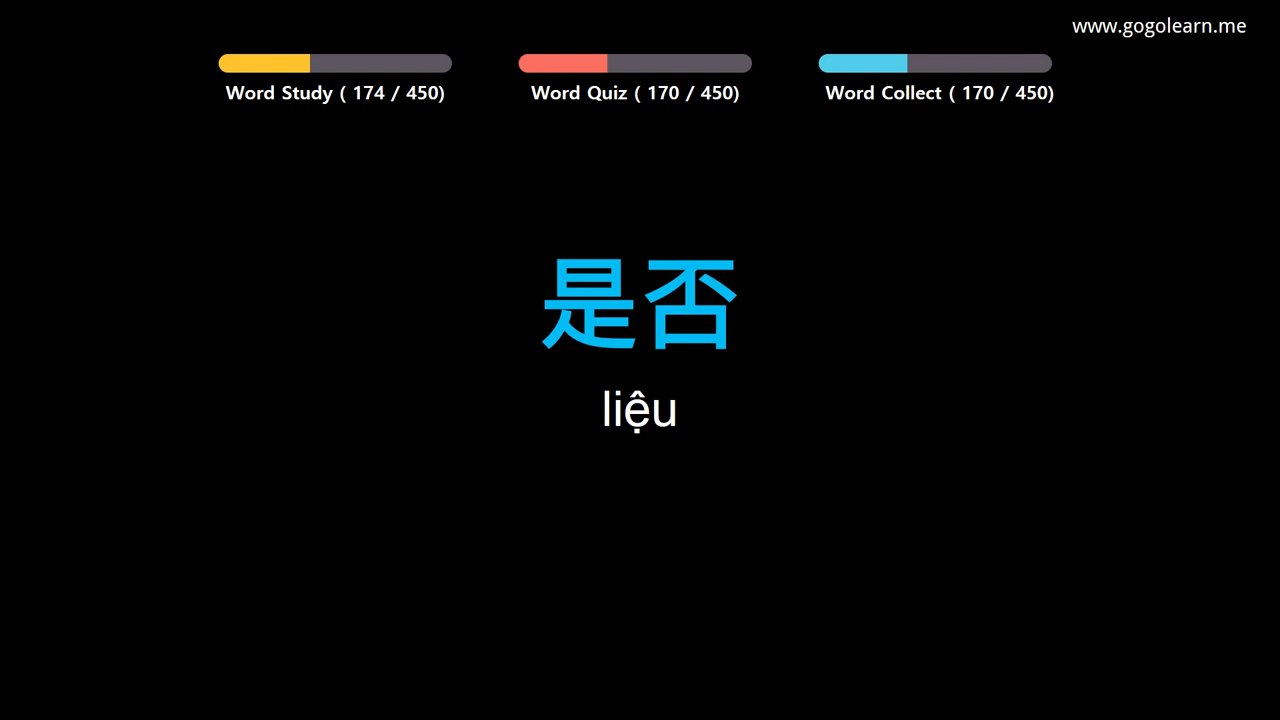 www.gogolearn.me
Word Study ( 174 / 450)
Word Quiz ( 170 / 450)
Word Collect ( 170 / 450)
是否
liệu